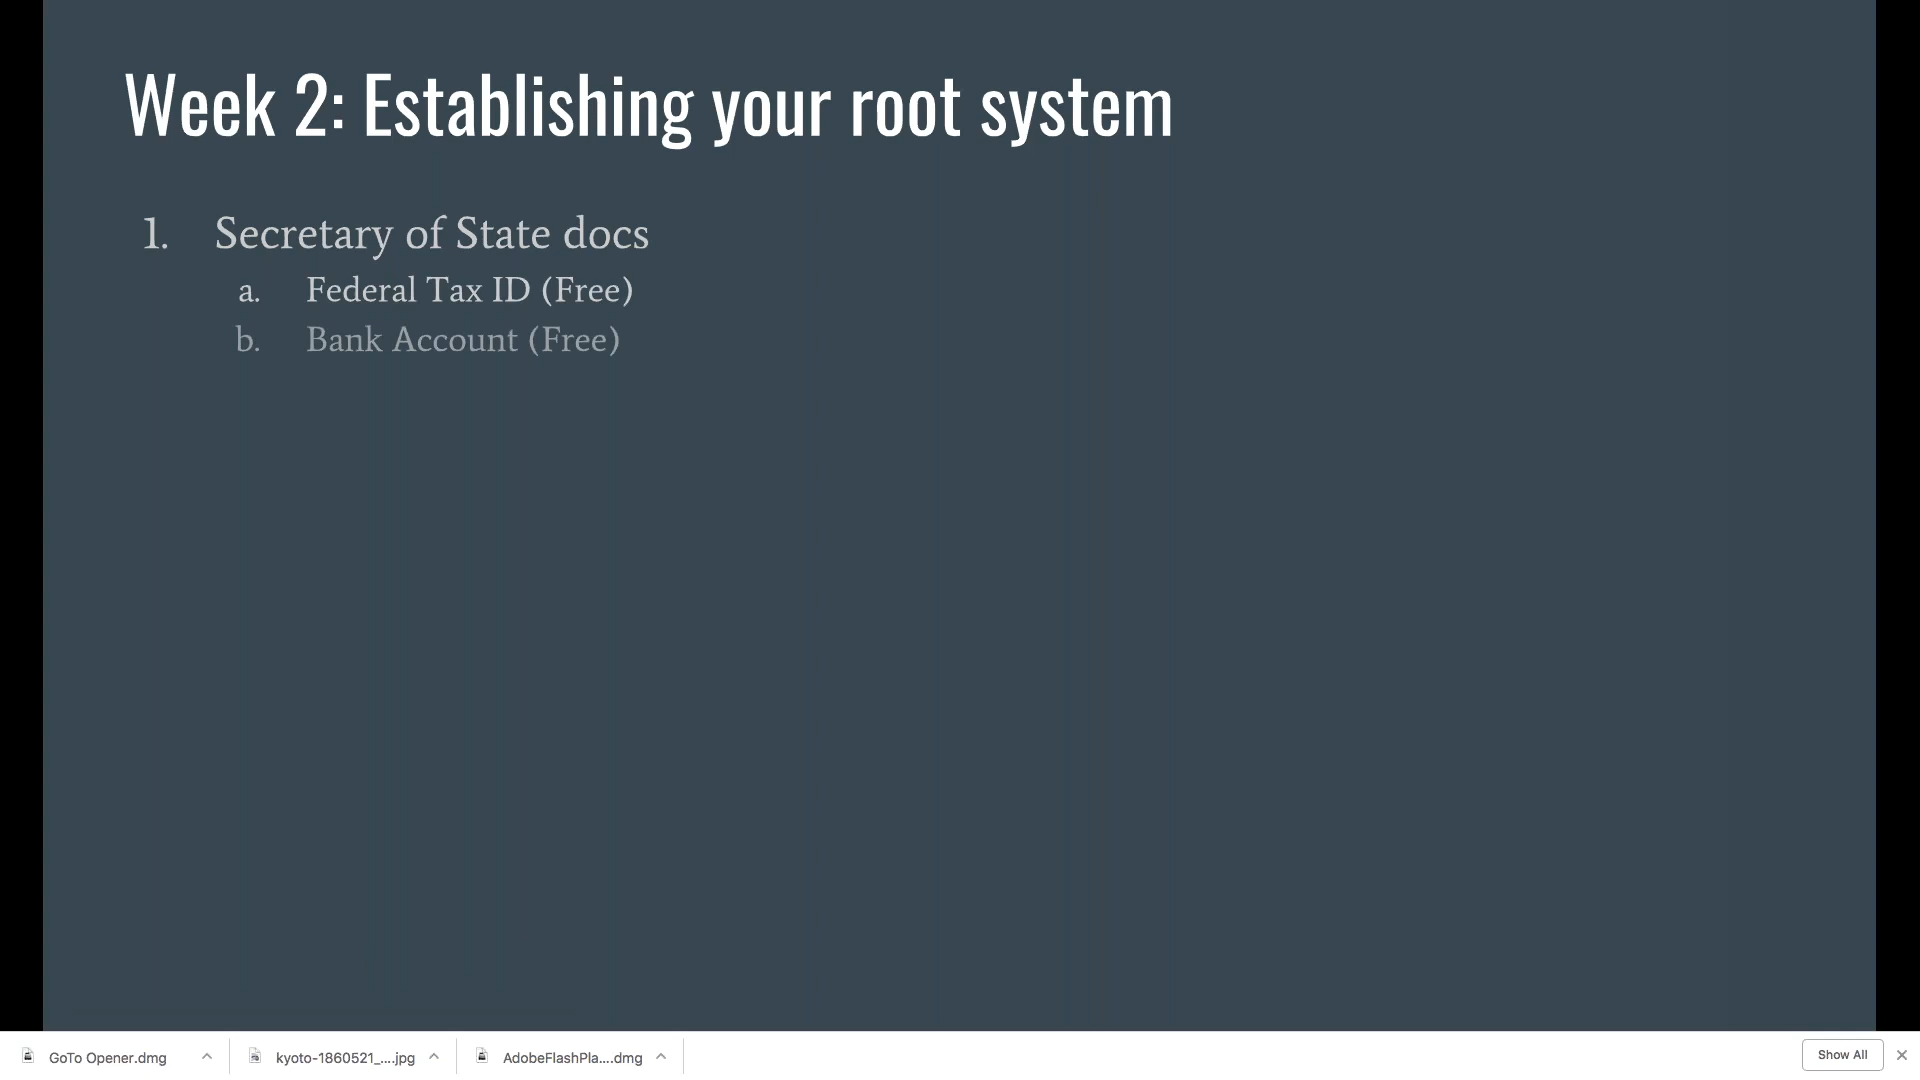 Week 2: Establishing your root system
1. Secretary of State docs
a. Federal Tax ID (Free)
b. Bank Account (Free)
GoTo Opener.dmg
kyoto-1860521_....jpg
AdobeFlashPla....dmg
Show All